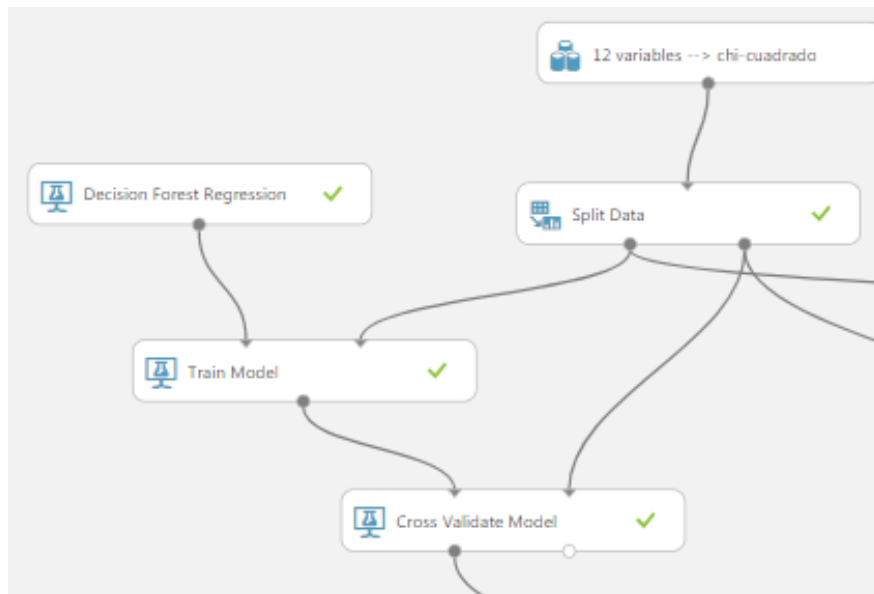 12 variables --> chi-cuadrado
Decision Forest Regression
Split Data
Train Model
Cross Validate Model